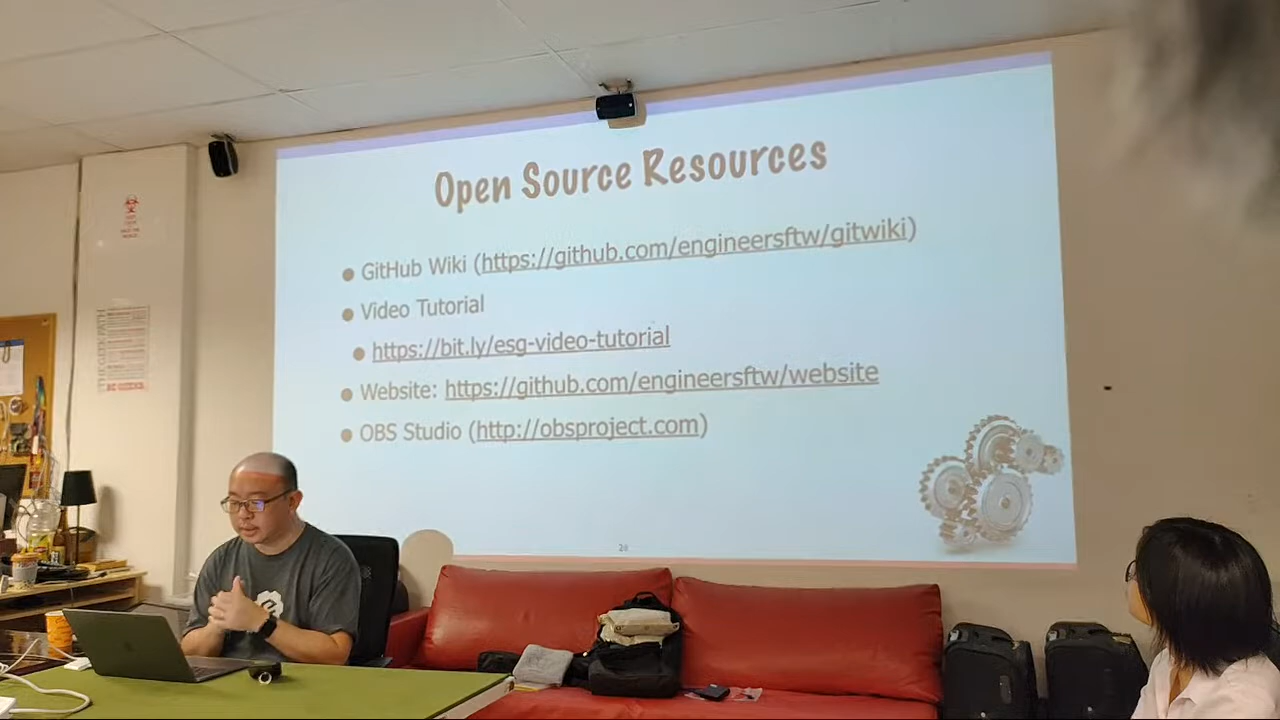 Open Source Resources
GitHub Wiki (https://github.com/engineersftw/gitwiki)
Video Tutorial
https://bit.ly/esg-video-tutorial
Website: https://github.com/engineersftw/website
OBS Studio (http://obsproject.com)
20